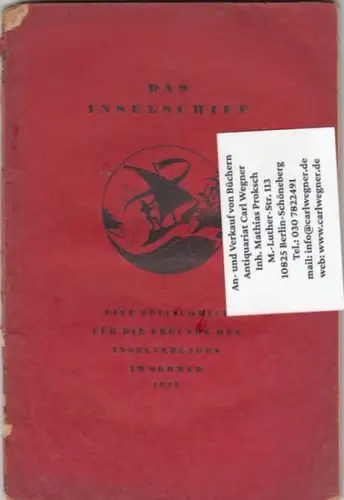 DAS
INSELSCHIFF
EINE ZEITSCHRIFT
FÜR DIE FREUNDE DES
INSELVERLAGES
IM SOMMER
An- und Verkauf von Büchern
Antiquariat Carl Wegner
Inh. Mathias Proksch
M.-Luther-Str. 113
10825 Berlin-Schöneberg
Tel.: 030 7822491
mail: info@carlwegner.de
web: www.carlwegner.de